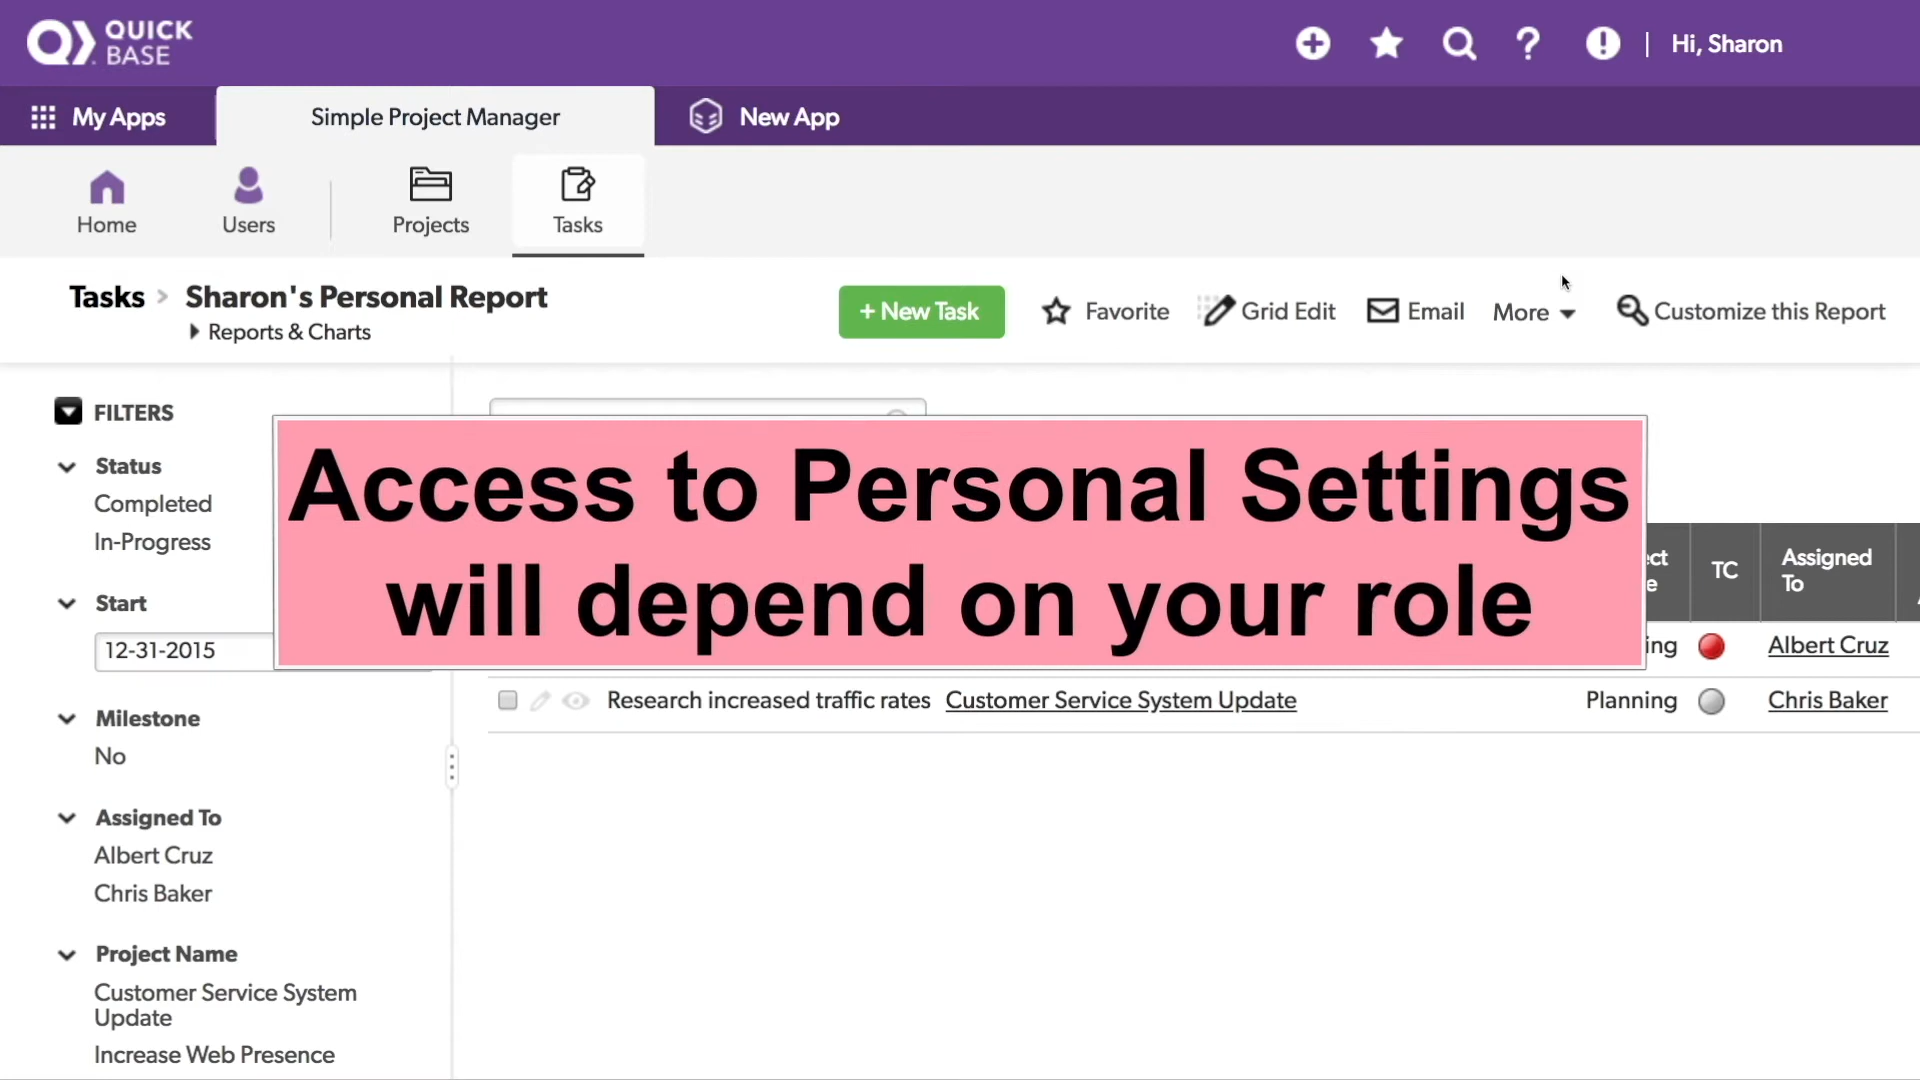 QUICK
BASE
Hi, Sharon
My Apps
Simple Project Manager
New App
Home
Users
Projects
Tasks
Tasks > Sharon's Personal Report
Reports & Charts
+ New Task
Favorite
Grid Edit
Email
More
Customize this Report
FILTERS
Status
Completed
In-Progress
Start
12-31-2015
Milestone
No
Assigned To
Albert Cruz
Chris Baker
Project Name
Customer Service System
Update
Increase Web Presence
Access to Personal Settings
will depend on your role
TC
Assigned
To
Albert Cruz
Research increased traffic rates Customer Service System Update Planning Chris Baker